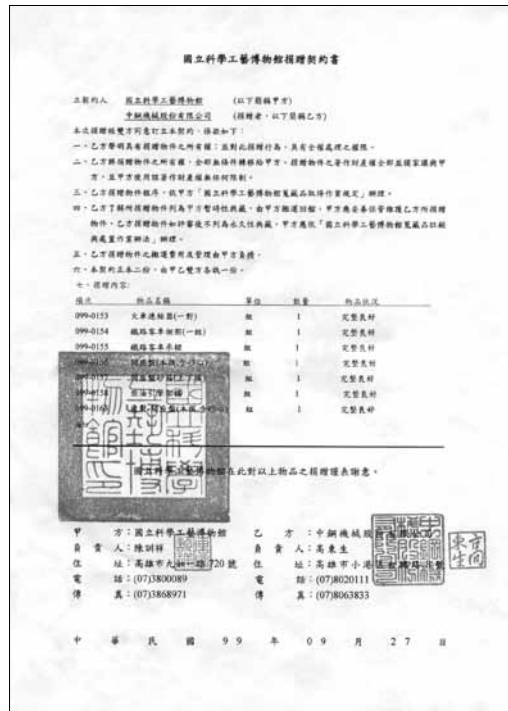 國立科學工藝博物館捐贈契約書
立契約人 國立科學工藝博物館 (以下簡稱甲方)
中鋼機械股份有限公司 (捐贈者,以下簡稱乙方)
本次捐贈經雙方同意訂立本契約,條款如下:
一、乙方聲明具有捐贈物件之所有權;並對此捐贈行為,具有全權處理之權限。
二、乙方將捐贈物件之所有權,全部無條件轉移給甲方。捐贈物件之著作財產權全部並獨家讓與甲
方,且甲方使用該著作財產權無任何限制。
三、乙方捐贈物件程序,依甲方「國立科學工藝博物館蒐藏品取得作業規定」辦理。
四、乙方了解所捐贈物件列為甲方暫時性典藏,由甲方搬運回館。甲方應妥善保管維護乙方所捐贈
物件。乙方捐贈物件如評審後不列為永久性典藏,甲方應依「國立科學工藝博物館蒐藏品註銷
與處置作業辦法」辦理。
五、乙方捐贈物件之搬運費用及管理由甲方負擔。
六、本契約正本二份,由甲乙雙方各執一份。
七、捐贈內容:
項次 物品名稱 單位 數量 物品狀況
099-0153 火車連結器(一對) 組 1 完整良好
099-0154 鐵路客車 (一組) 組 1 完整良好
099-0155 鐵路客車 組 1 完整良好
組 1 完整良好
組 1 完整良好
組 1 完整良好
組 1 完整良好
國立科學工藝博物館在此對以上物品之捐贈謹表謝意。
甲 方:國立科學工藝博物館 乙 方:中鋼機械股份有限公司
負 責 人:陳訓祥 負 責 人:高東生
住 址:高雄市九如一路 720 號 住 址:高雄市小港區
電 話:(07)3800089 電 話:(07)8020111
傳 真:(07)3868971 傳 真:(07)8063833
中 華 民 國 99 年 09 月 27 日